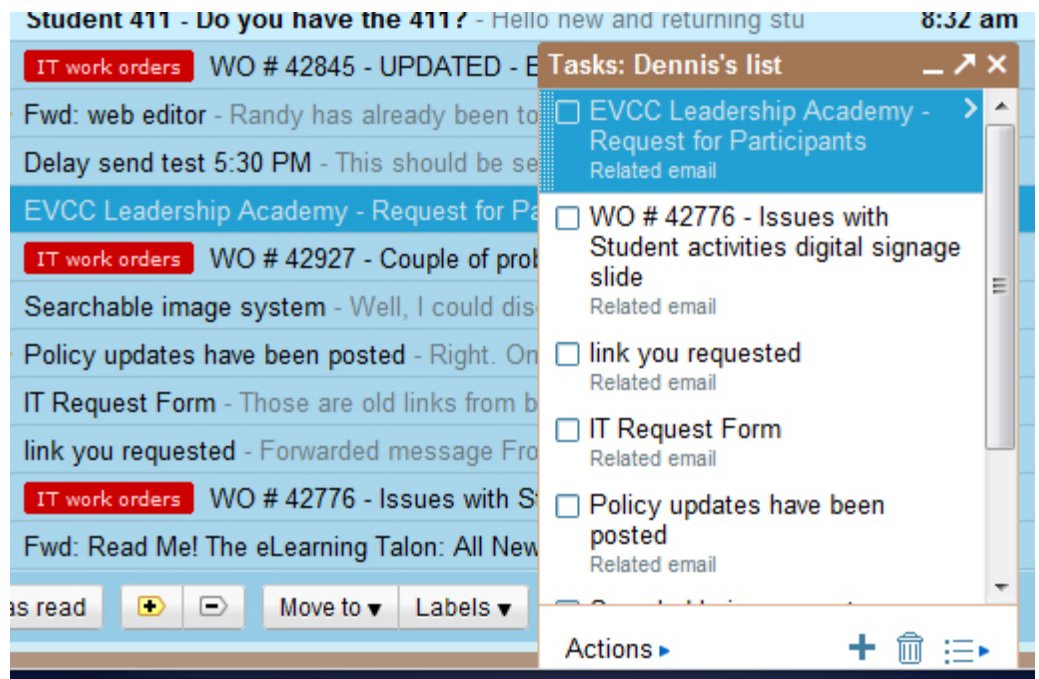 Student 411 - Do you have the 411? - Hello new and returning stu 8:32 am
IT work orders WO # 42845 - UPDATED - E
Fwd: web editor - Randy has already been to
Delay send test 5:30 PM - This should be se
EVCC Leadership Academy - Request for Pa
IT work orders WO # 42927 - Couple of prob
Searchable image system - Well, I could dis
Policy updates have been posted - Right. On
IT Request Form - Those are old links from b
link you requested - Forwarded message Fro
IT work orders WO # 42776 - Issues with St
Fwd: Read Me! The eLearning Talon: All New
as read Move to Labels
Tasks: Dennis's list
EVCC Leadership Academy -
Request for Participants
Related email
WO # 42776 - Issues with
Student activities digital signage
slide
Related email
link you requested
Related email
IT Request Form
Related email
Policy updates have been
posted
Related email
Actions